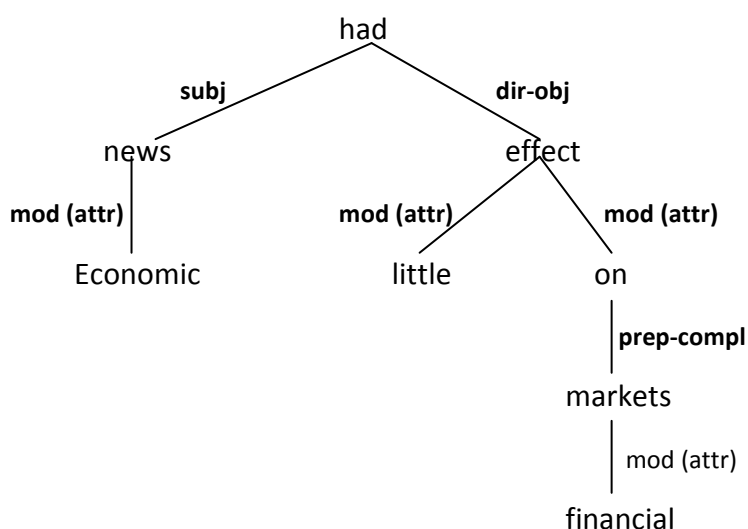 had
subj dir-obj
news effect
mod (attr) mod (attr) mod (attr)
Economic little on
prep-compl
markets
mod (attr)
financial